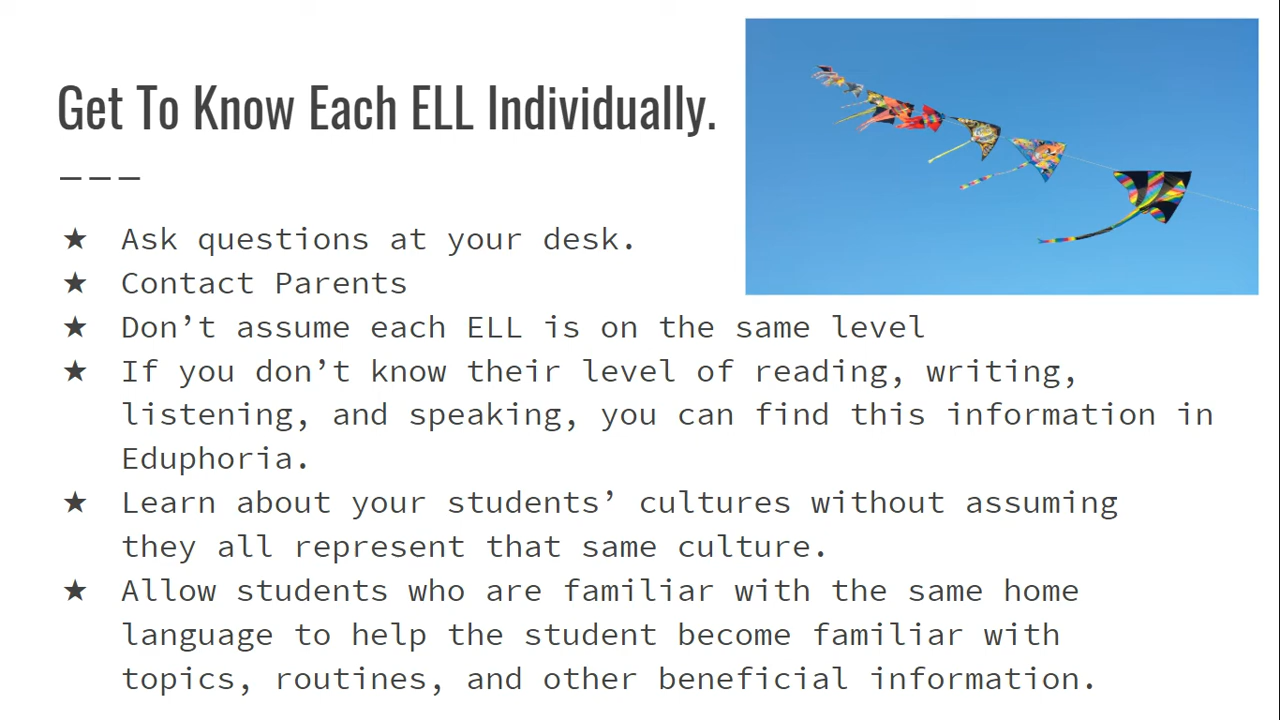 Get To Know Each ELL Individually.
★ Ask questions at your desk.
★ Contact Parents
★ Don’t assume each ELL is on the same level
★ If you don’t know their level of reading, writing,
listening, and speaking, you can find this information in
Eduphoria.
★ Learn about your students’ cultures without assuming
they all represent that same culture.
★ Allow students who are familiar with the same home
language to help the student become familiar with
topics, routines, and other beneficial information.